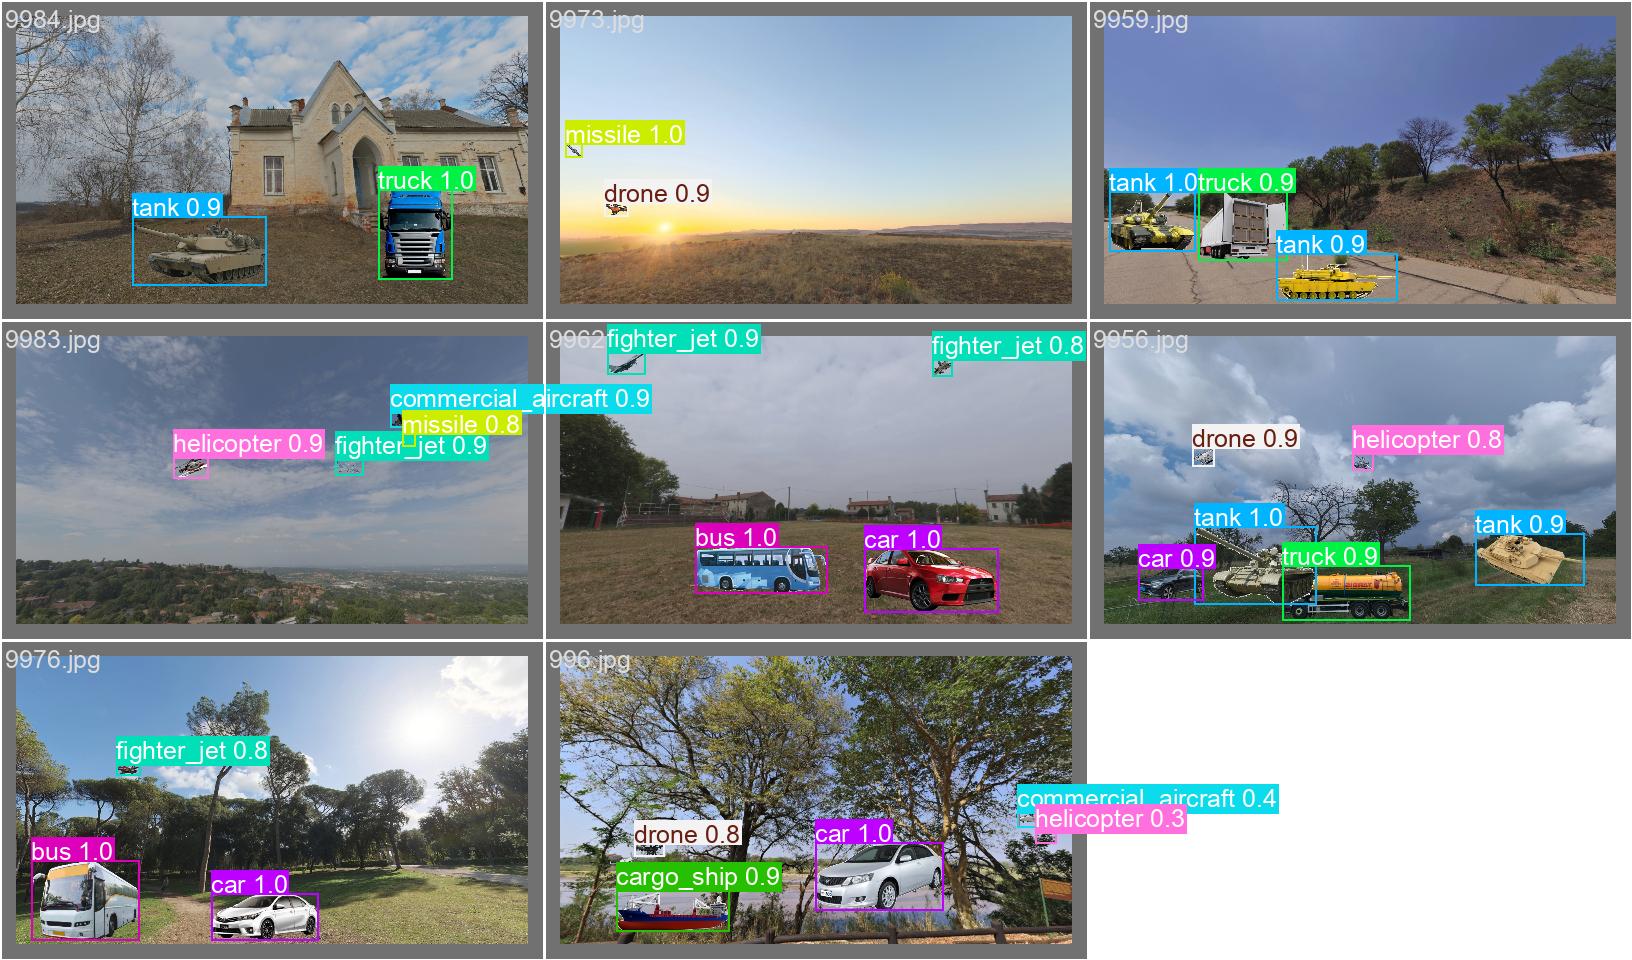 9984.jpg
truck 1.0
tank 0.9
9973.jpg
missile 1.0
drone 0.9
9959.jpg
tank 1.0
truck 0.9
tank 0.9
9983.jpg
commercial_aircraft 0.9
missile 0.8
helicopter 0.9
fighter_jet 0.9
9962
fighter_jet 0.9
fighter_jet 0.8
bus 1.0
car 1.0
9956.jpg
drone 0.9
helicopter 0.8
tank 1.0
tank 0.9
car 0.9
truck 0.9
9976.jpg
fighter_jet 0.8
bus 1.0
car 1.0
996.jpg
commercial_aircraft 0.4
helicopter 0.3
drone 0.8
car 1.0
cargo_ship 0.9